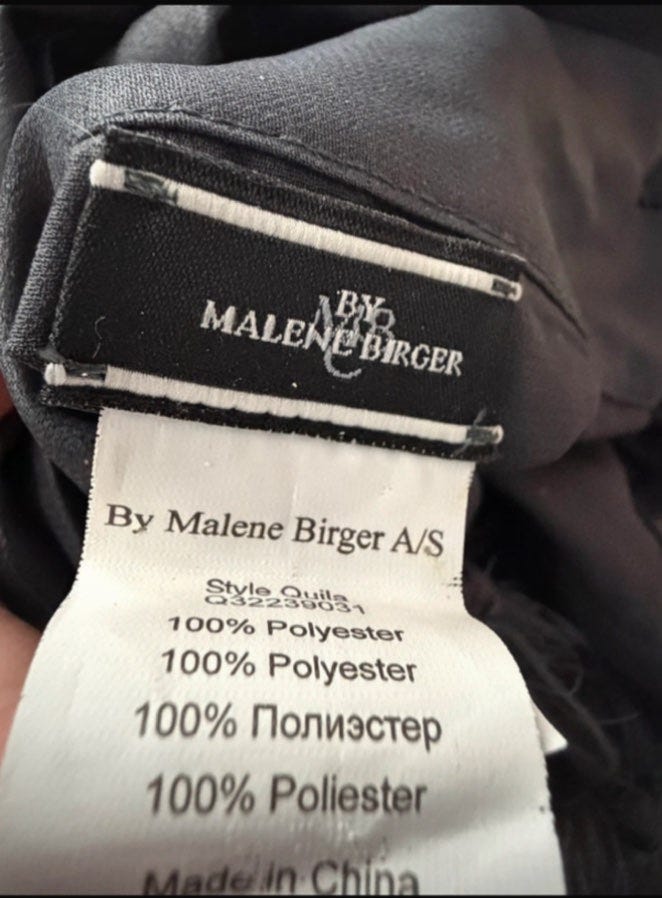 BY
MALENE BIRGER
By Malene Birger A/S
Style Quila
Q32239031
100% Polyester
100% Polyester
100% Полиэстер
100% Poliester
Made in China